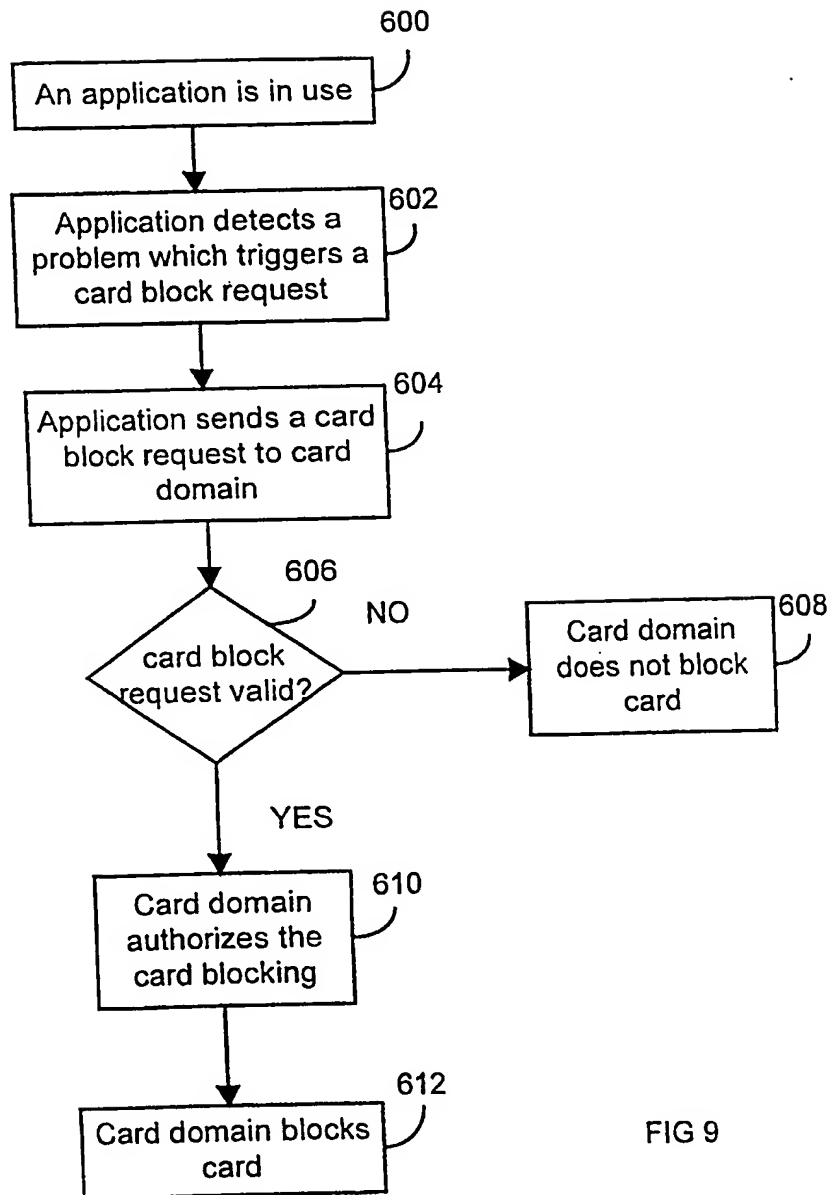 600
An application is in use
602
Application detects a
problem which triggers a
card block request
604
Application sends a card
block request to card
domain
606
card block
request valid?
NO
608
Card domain
does not block
card
YES
610
Card domain
authorizes the
card blocking
612
Card domain blocks
card
FIG 9